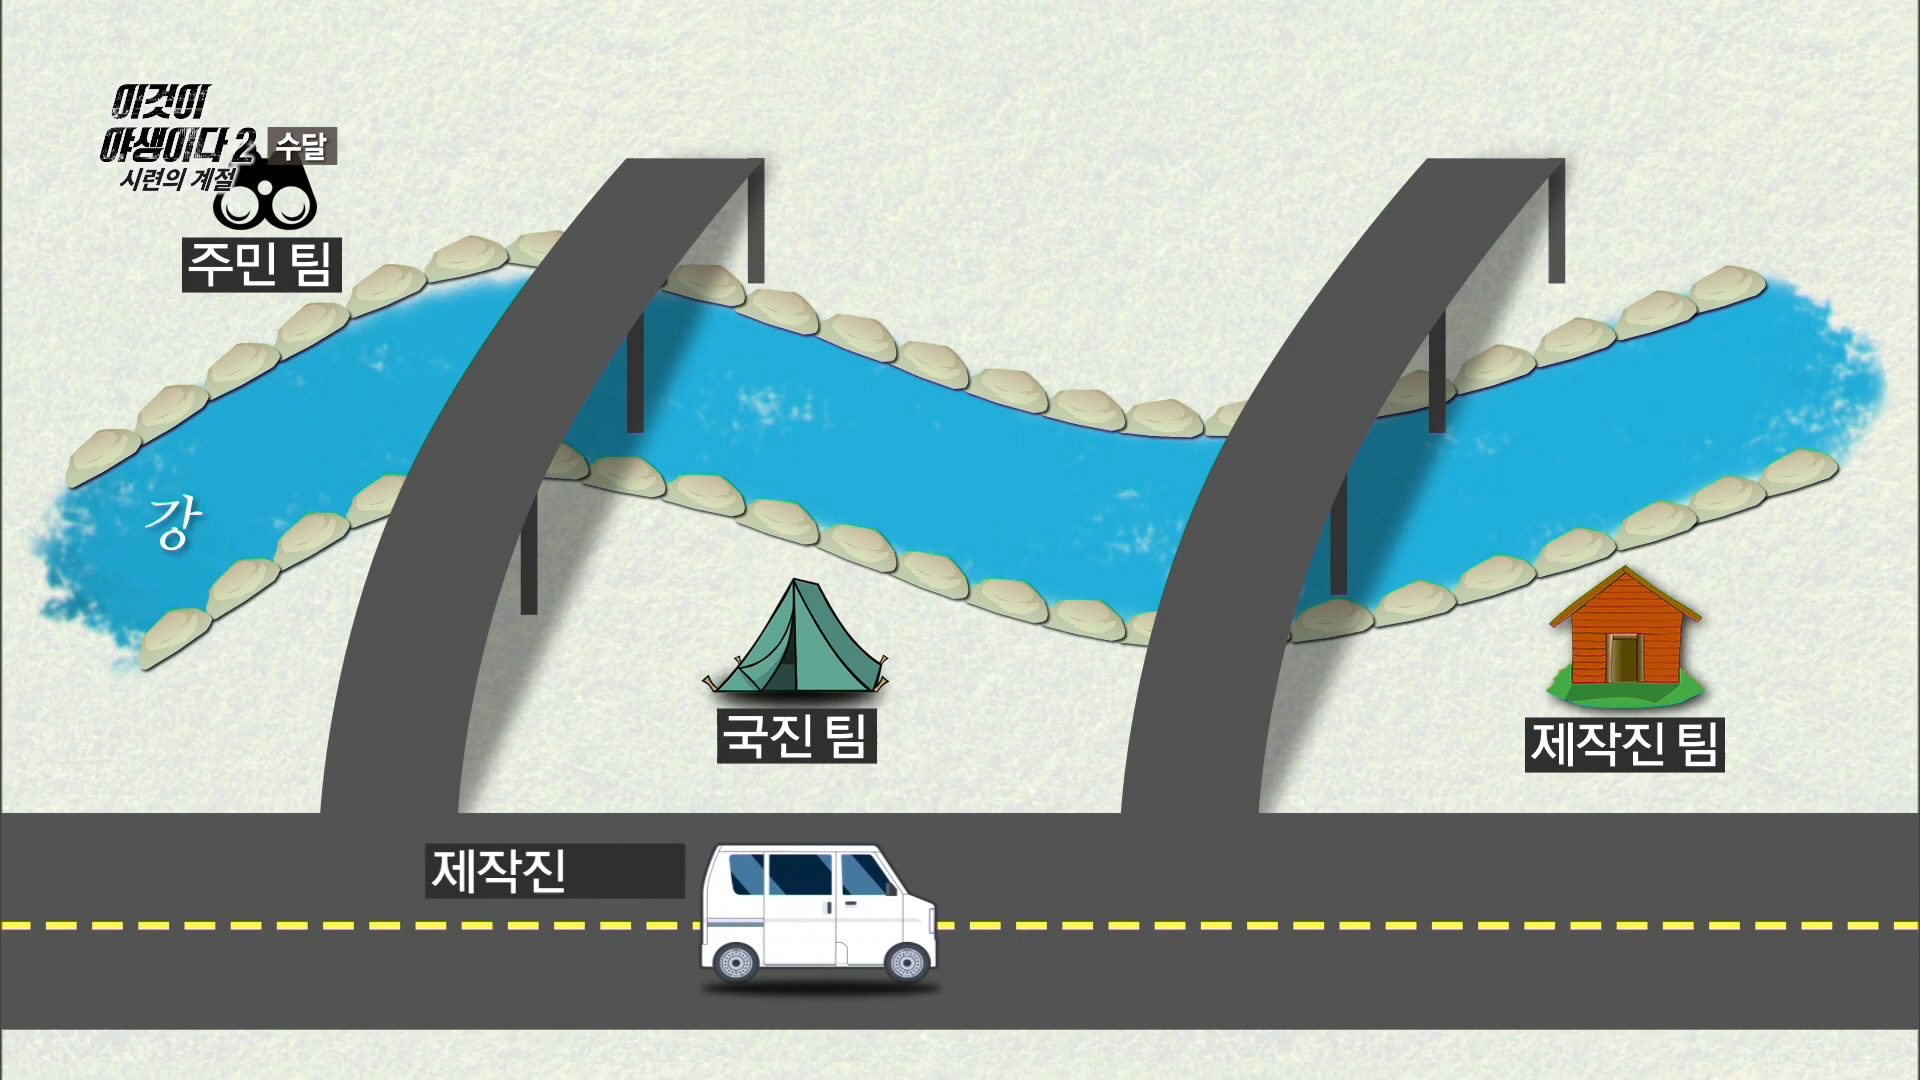 이것이
야생이다 2 수달
시련의 계절
주민 팀
강
국진 팀
제작진 팀
제작진